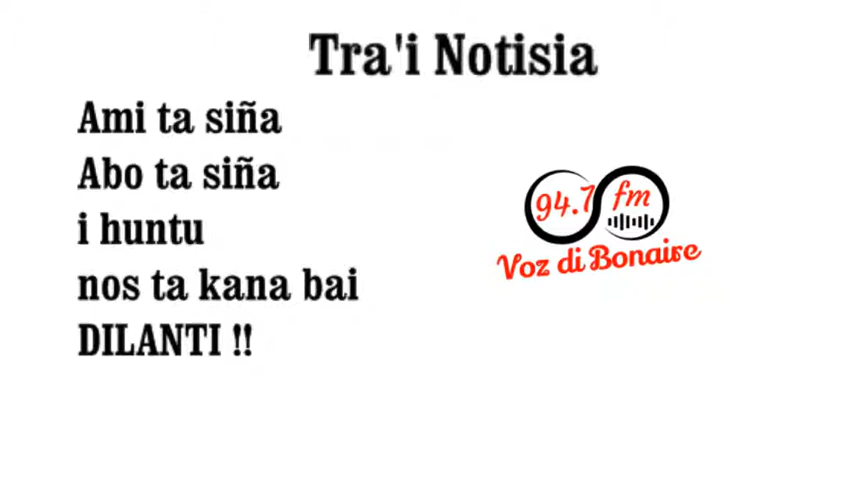 Tra'i Notisia
Ami ta siña
Abo ta siña
i huntu
nos ta kana bai
DILANTI !!
94.7 fm
Voz di Bonaire